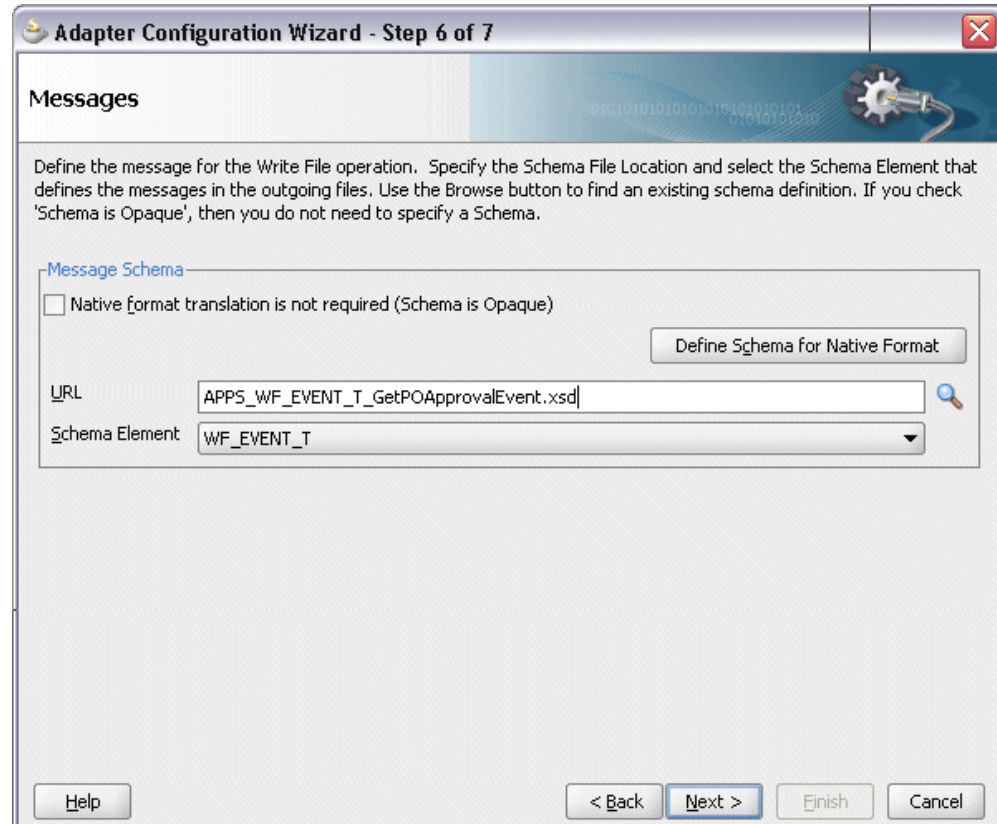 Adapter Configuration Wizard - Step 6 of 7
Messages
Define the message for the Write File operation.  Specify the Schema File Location and select the Schema Element that
defines the messages in the outgoing files. Use the Browse button to find an existing schema definition. If you check
'Schema is Opaque', then you do not need to specify a Schema.
Message Schema
Native format translation is not required (Schema is Opaque)
Define Schema for Native Format
URL
APPS_WF_EVENT_T_GetPOApprovalEvent.xsd
Schema Element
WF_EVENT_T
Help
< Back
Next >
Finish
Cancel